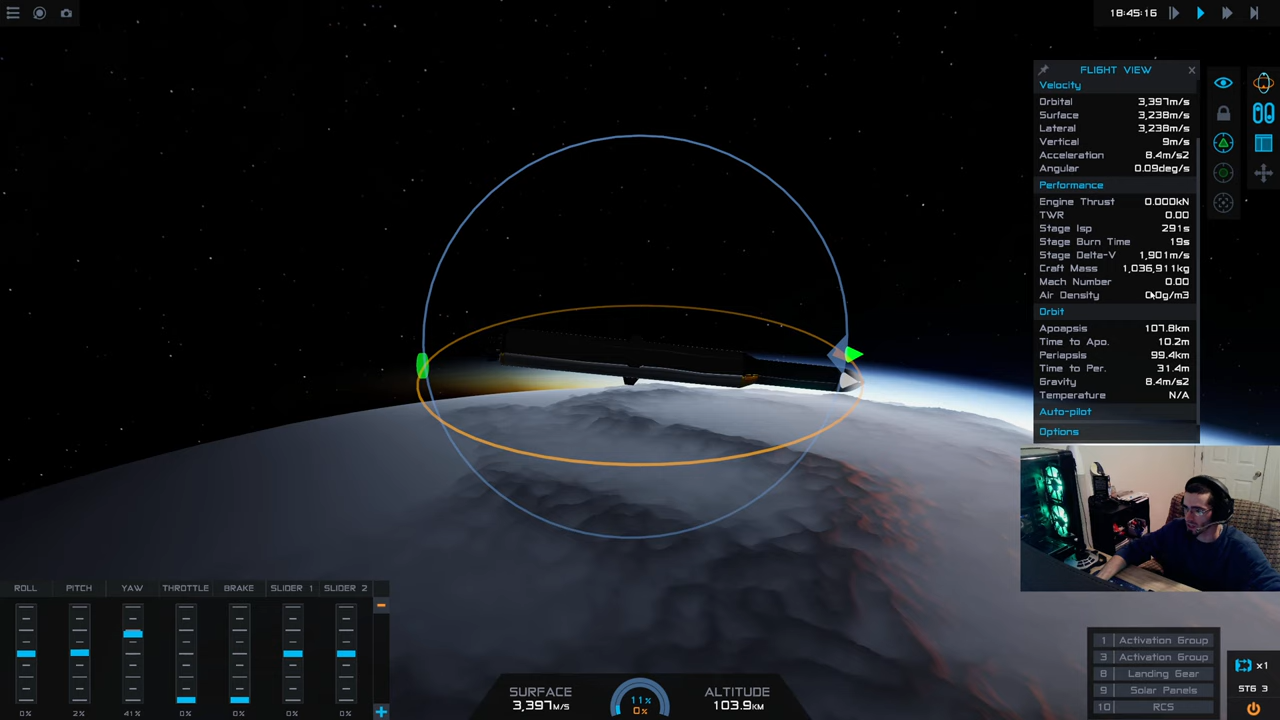 18:45:16
FLIGHT VIEW
Velocity
Orbital 3,397m/s
Surface 3,238m/s
Lateral 3,238m/s
Vertical 9m/s
Acceleration 8.4m/s2
Angular 0.09deg/s
Performance
Engine Thrust 0.000kN
TWR 0.00
Stage Isp 291s
Stage Burn Time 19s
Stage Delta-V 1,901m/s
Craft Mass 1,036,911kg
Mach Number 0.00
Air Density 0.0g/m3
Orbit
Apoapsis 107.8km
Time to Apo. 10.2m
Periapsis 99.4km
Time to Per. 31.4m
Gravity 8.4m/s2
Temperature N/A
Auto-pilot
Options
ROLL PITCH YAW THROTTLE BRAKE SLIDER 1 SLIDER 2
0% 2% 41% 0% 0% 0% 0%
SURFACE
3,397M/S
11%
0%
ALTITUDE
103.9KM
1 Activation Group
3 Activation Group
8 Landing Gear
9 Solar Panels
10 RCS
x1
STG 3